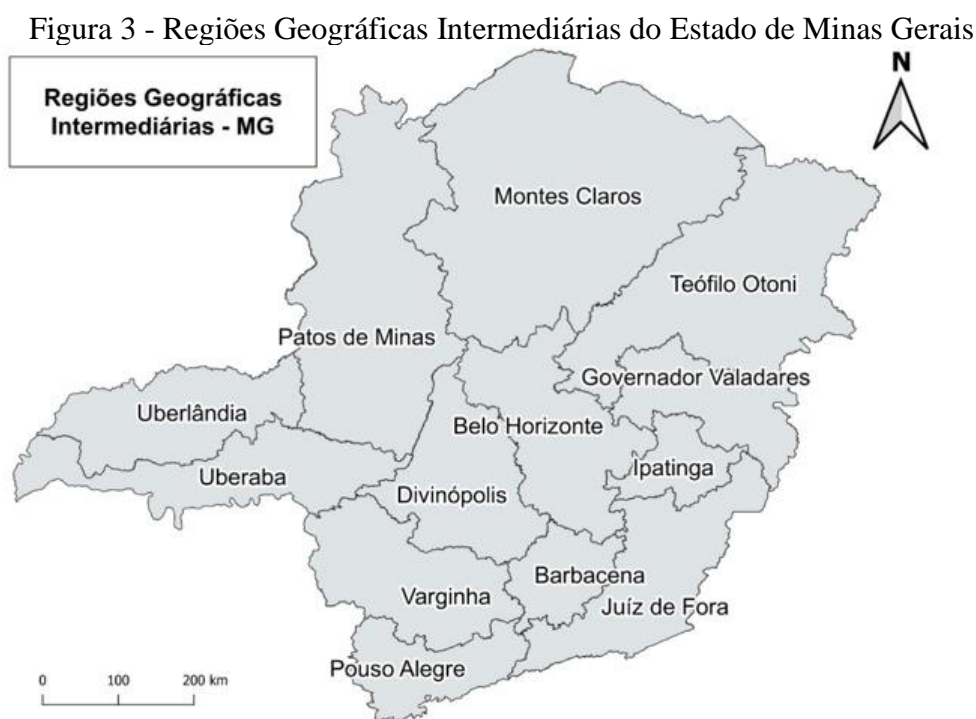 Figura 3 - Regiões Geográficas Intermediárias do Estado de Minas Gerais
Regiões Geográficas
Intermediárias - MG
N
Montes Claros
Teófilo Otoni
Patos de Minas
Governador Valadares
Uberlândia
Belo Horizonte
Ipatinga
Uberaba
Divinópolis
Barbacena
Varginha
Juíz de Fora
Pouso Alegre
0 100 200 km